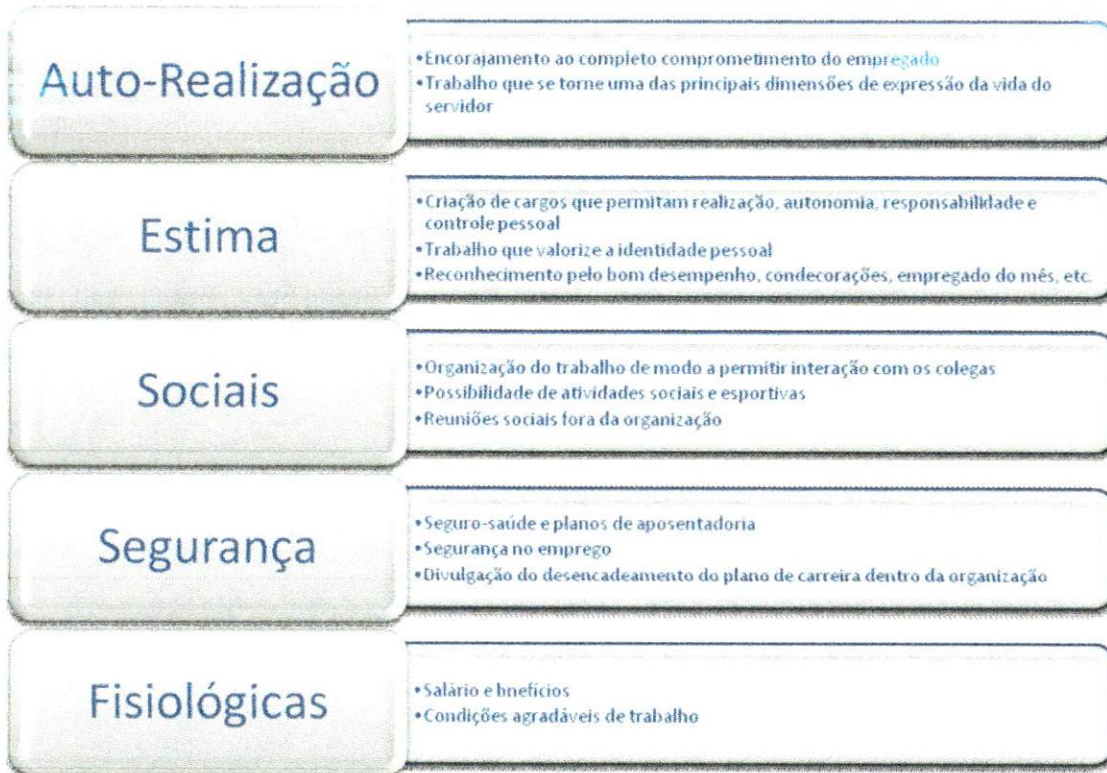 Auto-Realização
•Encorajamento ao completo comprometimento do empregado
•Trabalho que se torne uma das principais dimensões de expressão da vida do
servidor
Estima
•Criação de cargos que permitam realização, autonomia, responsabilidade e
controle pessoal
•Trabalho que valorize a identidade pessoal
•Reconhecimento pelo bom desempenho, condecorações, empregado do mês, etc.
Sociais
•Organização do trabalho de modo a permitir interação com os colegas
•Possibilidade de atividades sociais e esportivas
•Reuniões sociais fora da organização
Segurança
•Seguro-saúde e planos de aposentadoria
•Segurança no emprego
•Divulgação do desencadeamento do plano de carreira dentro da organização
Fisiológicas
•Salário e bnefícios
•Condições agradáveis de trabalho